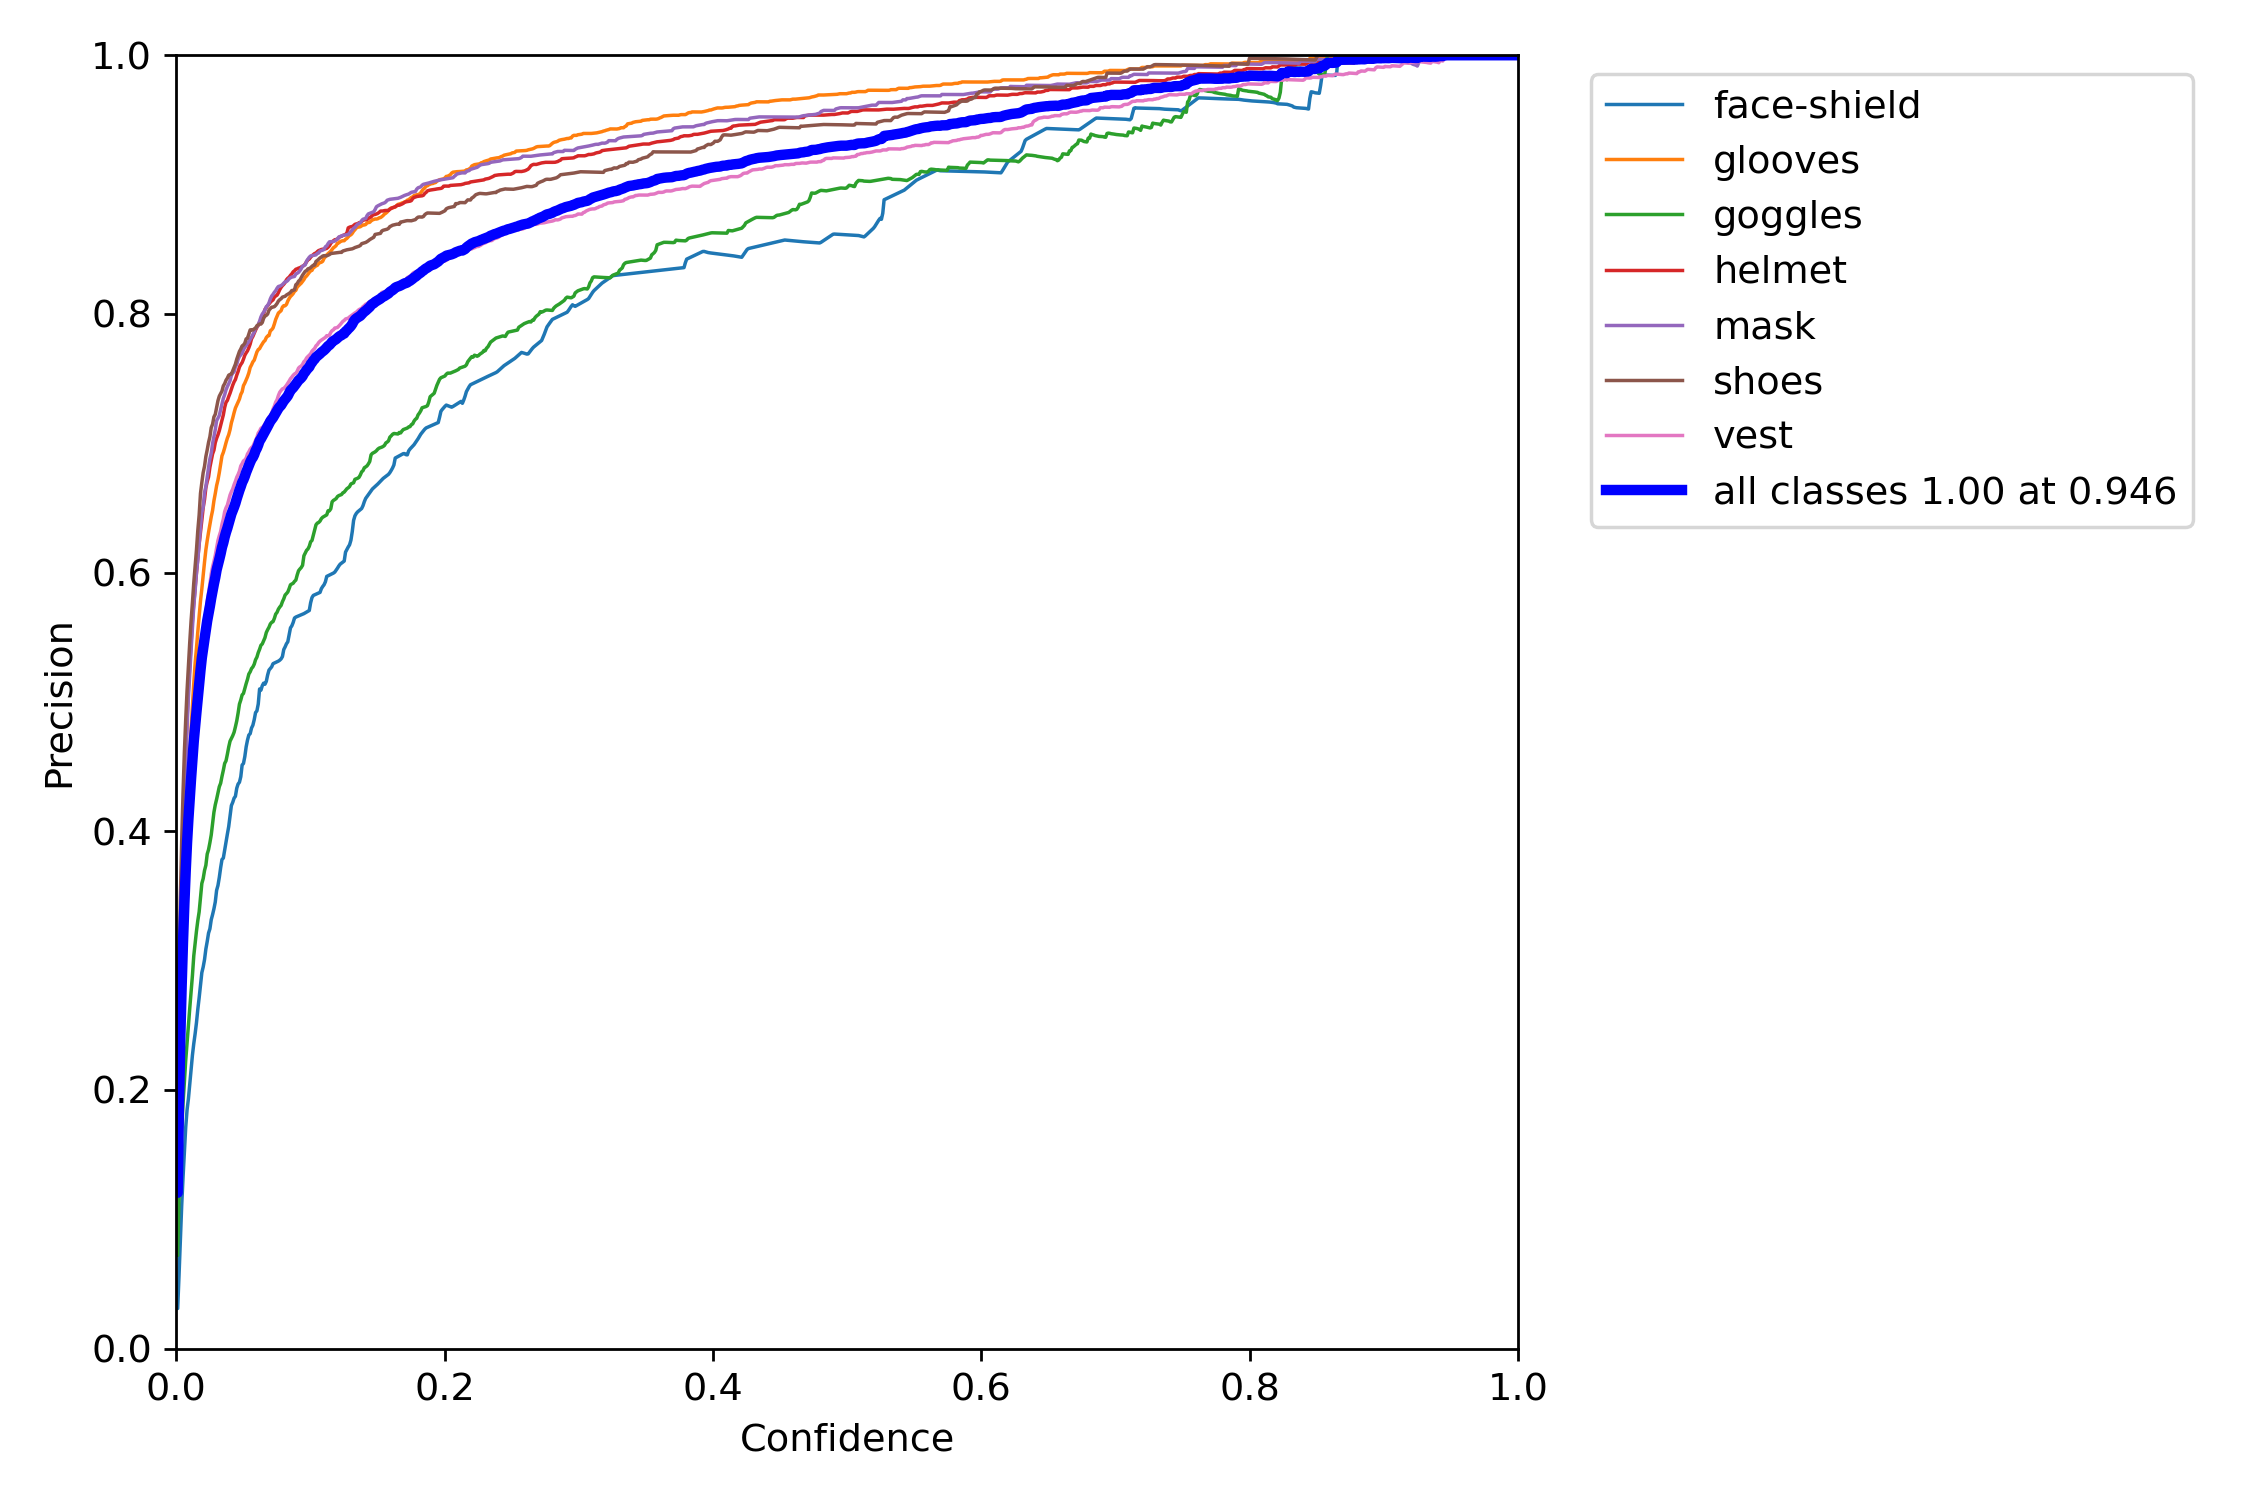 1.0
0.8
0.6
0.4
0.2
0.0
Precision
0.0 0.2 0.4 0.6 0.8 1.0
Confidence
face-shield
glooves
goggles
helmet
mask
shoes
vest
all classes 1.00 at 0.946